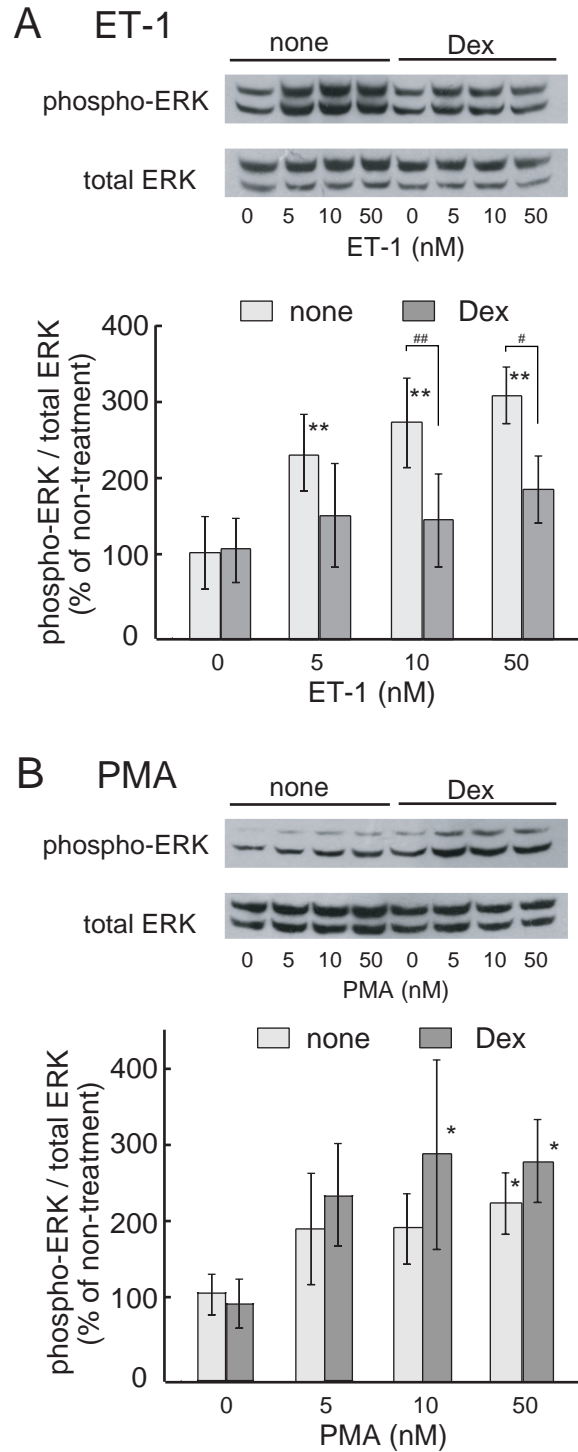 A ET-1
none Dex
phospho-ERK
total ERK
0 5 10 50 0 5 10 50
ET-1 (nM)
none Dex
phospho-ERK / total ERK
(% of non-treatment)
400
300
200
100
0
## #
** ** **
0 5 10 50
ET-1 (nM)
B PMA
none Dex
phospho-ERK
total ERK
0 5 10 50 0 5 10 50
PMA (nM)
none Dex
phospho-ERK / total ERK
(% of non-treatment)
400
300
200
100
0
* * *
0 5 10 50
PMA (nM)